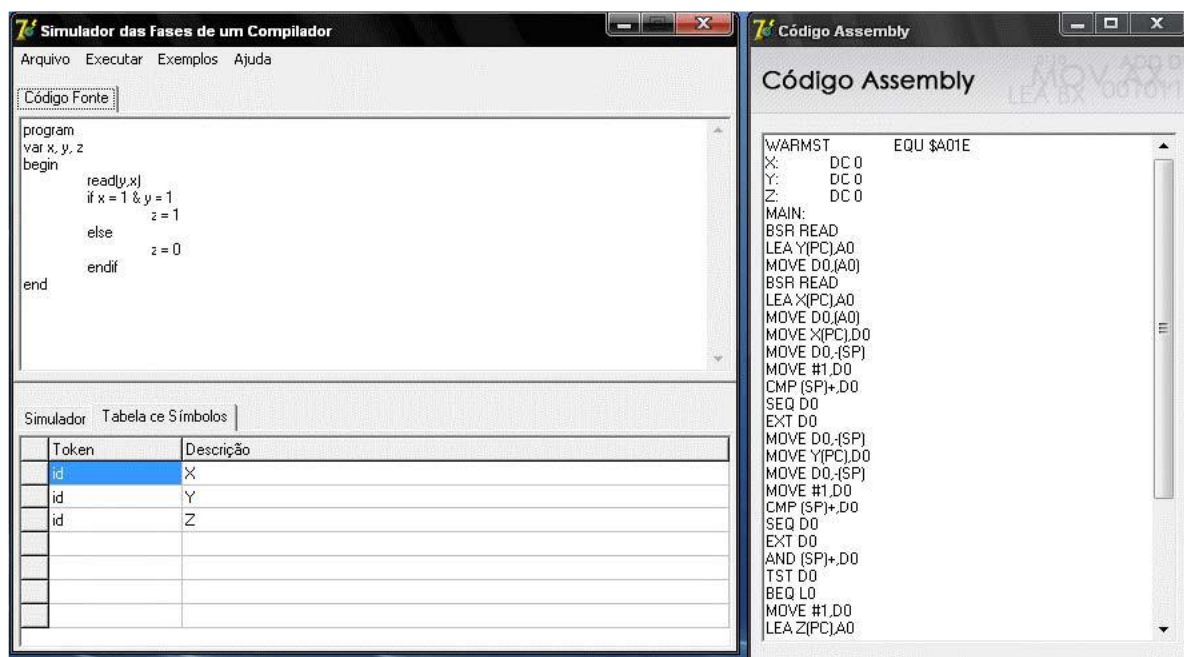 Simulador das Fases de um Compilador
Arquivo Executar Exemplos Ajuda
Código Fonte
program
var x, y, z
begin
read(y,x)
if x = 1 & y = 1
z = 1
else
z = 0
endif
end
Simulador Tabela ce Símbolos
Token Descrição
id X
id Y
id Z
Código Assembly
Código Assembly
MOV AX
LEA BX 001011
WARMST EQU $A01E
X: DC 0
Y: DC 0
Z: DC 0
MAIN:
BSR READ
LEA Y(PC),A0
MOVE D0,(A0)
BSR READ
LEA X(PC),A0
MOVE D0,(A0)
MOVE X(PC),D0
MOVE D0,-(SP)
MOVE #1,D0
CMP (SP)+,D0
SEQ D0
EXT D0
MOVE D0,-(SP)
MOVE Y(PC),D0
MOVE D0,-(SP)
MOVE #1,D0
CMP (SP)+,D0
SEQ D0
EXT D0
AND (SP)+,D0
TST D0
BEQ L0
MOVE #1,D0
LEA Z(PC),A0